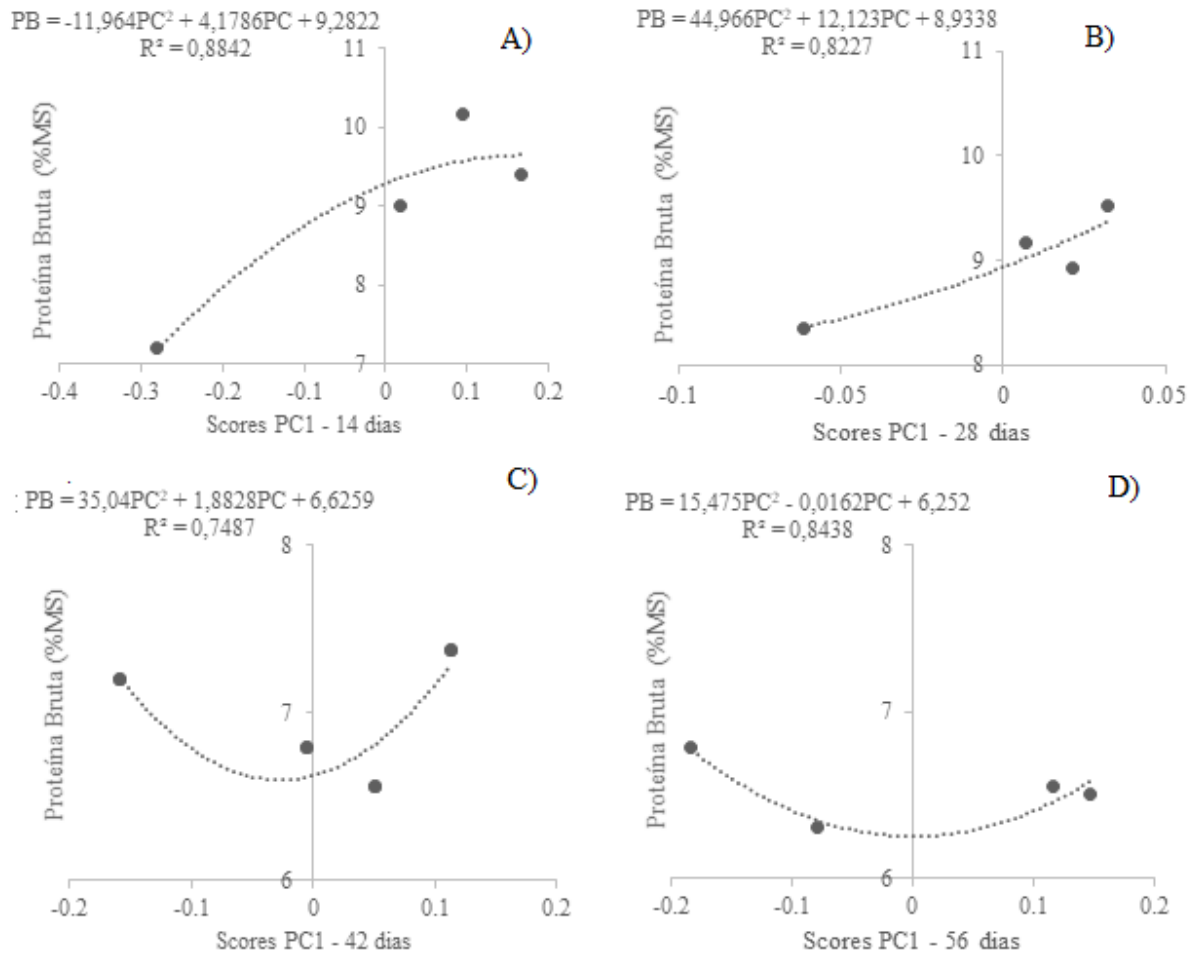 PB = -11,964PC² + 4,1786PC + 9,2822
R² = 0,8842
A)
Proteína Bruta (%MS)
11
10
9
8
7
-0.4 -0.3 -0.2 -0.1 0 0.1 0.2
Scores PC1 - 14 dias
PB = 44,966PC² + 12,123PC + 8,9338
R² = 0,8227
B)
Proteína Bruta (%MS)
11
10
9
8
-0.1 -0.05 0 0.05
Scores PC1 - 28 dias
PB = 35,04PC² + 1,8828PC + 6,6259
R² = 0,7487
C)
Proteína Bruta (%MS)
8
7
6
-0.2 -0.1 0 0.1 0.2
Scores PC1 - 42 dias
PB = 15,475PC² - 0,0162PC + 6,252
R² = 0,8438
D)
Proteína Bruta (%MS)
8
7
6
-0.2 -0.1 0 0.1 0.2
Scores PC1 - 56 dias